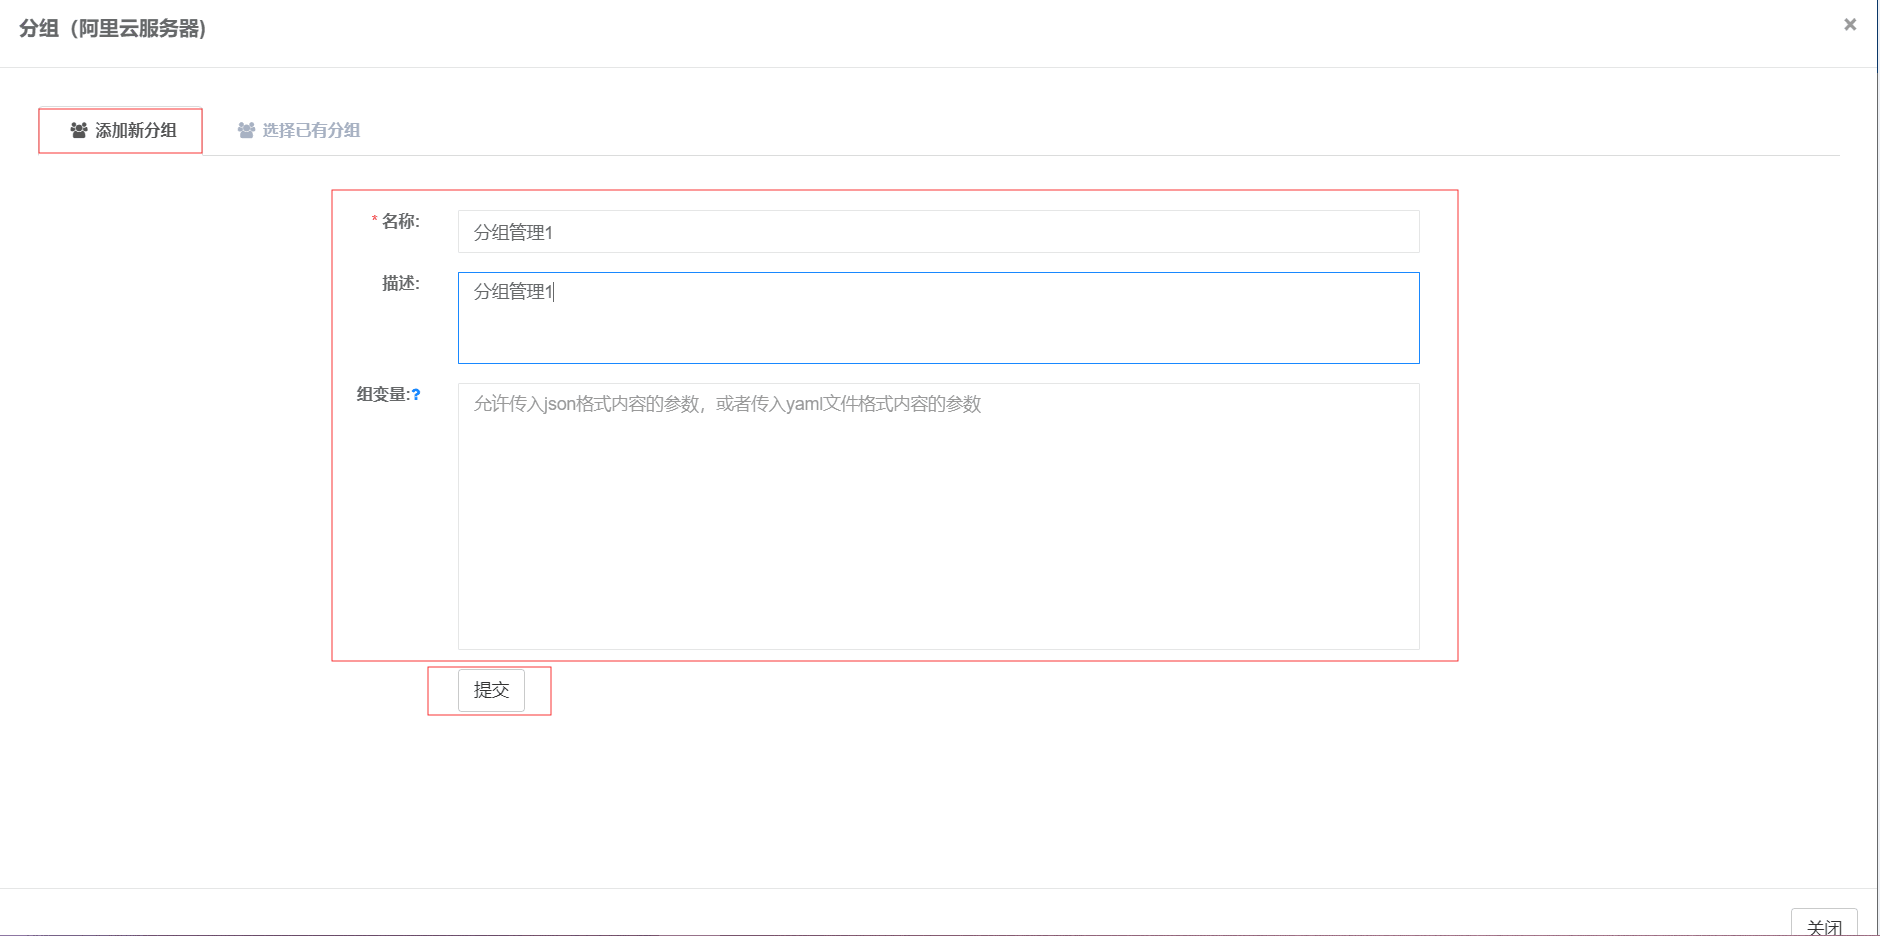 分组（阿里云服务器)
×
添加新分组 选择已有分组
* 名称: 分组管理1
描述: 分组管理1
组变量:? 允许传入json格式内容的参数，或者传入yaml文件格式内容的参数
提交
关闭